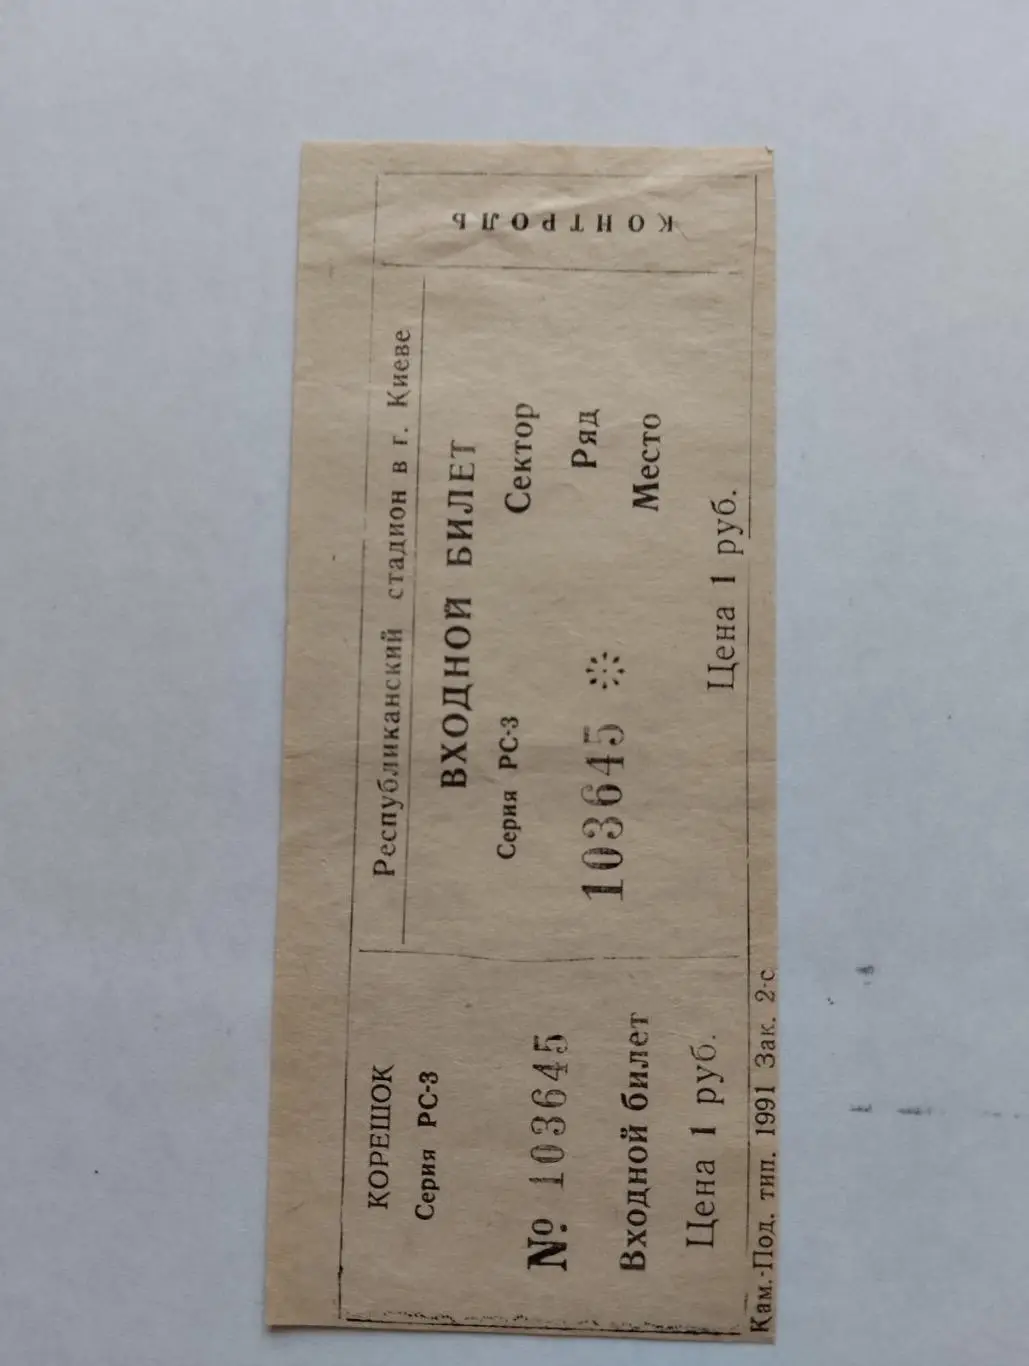 КОРЕШОК
Серия РС-3
№ 103645
Входной билет
Цена 1 руб.
Республиканский стадион в г. Киеве
ВХОДНОЙ БИЛЕТ
Серия РС-3
Сектор
103645
Ряд
Место
Цена 1 руб.
КОНТРОЛЬ
Кам.-Под. тип. 1991 Зак. 2-с